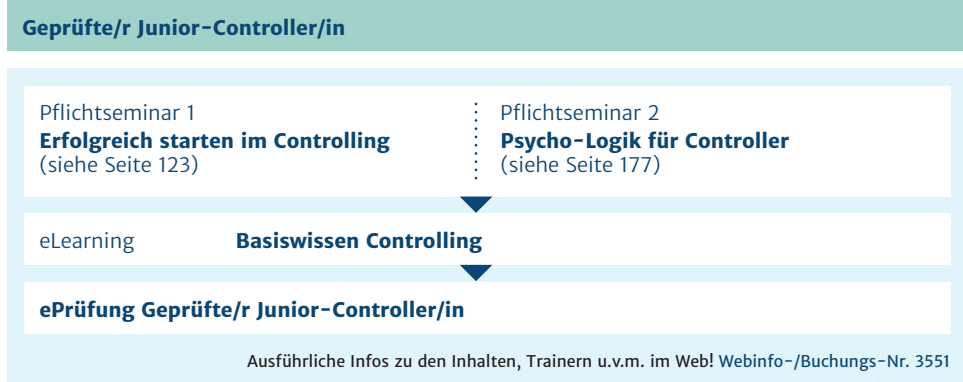 Geprüfte/r Junior-Controller/in
Pflichtseminar 1
Erfolgreich starten im Controlling
(siehe Seite 123)
Pflichtseminar 2
Psycho-Logik für Controller
(siehe Seite 177)
eLearning Basiswissen Controlling
ePrüfung Geprüfte/r Junior-Controller/in
Ausführliche Infos zu den Inhalten, Trainern u.v.m. im Web! Webinfo-/Buchungs-Nr. 3551